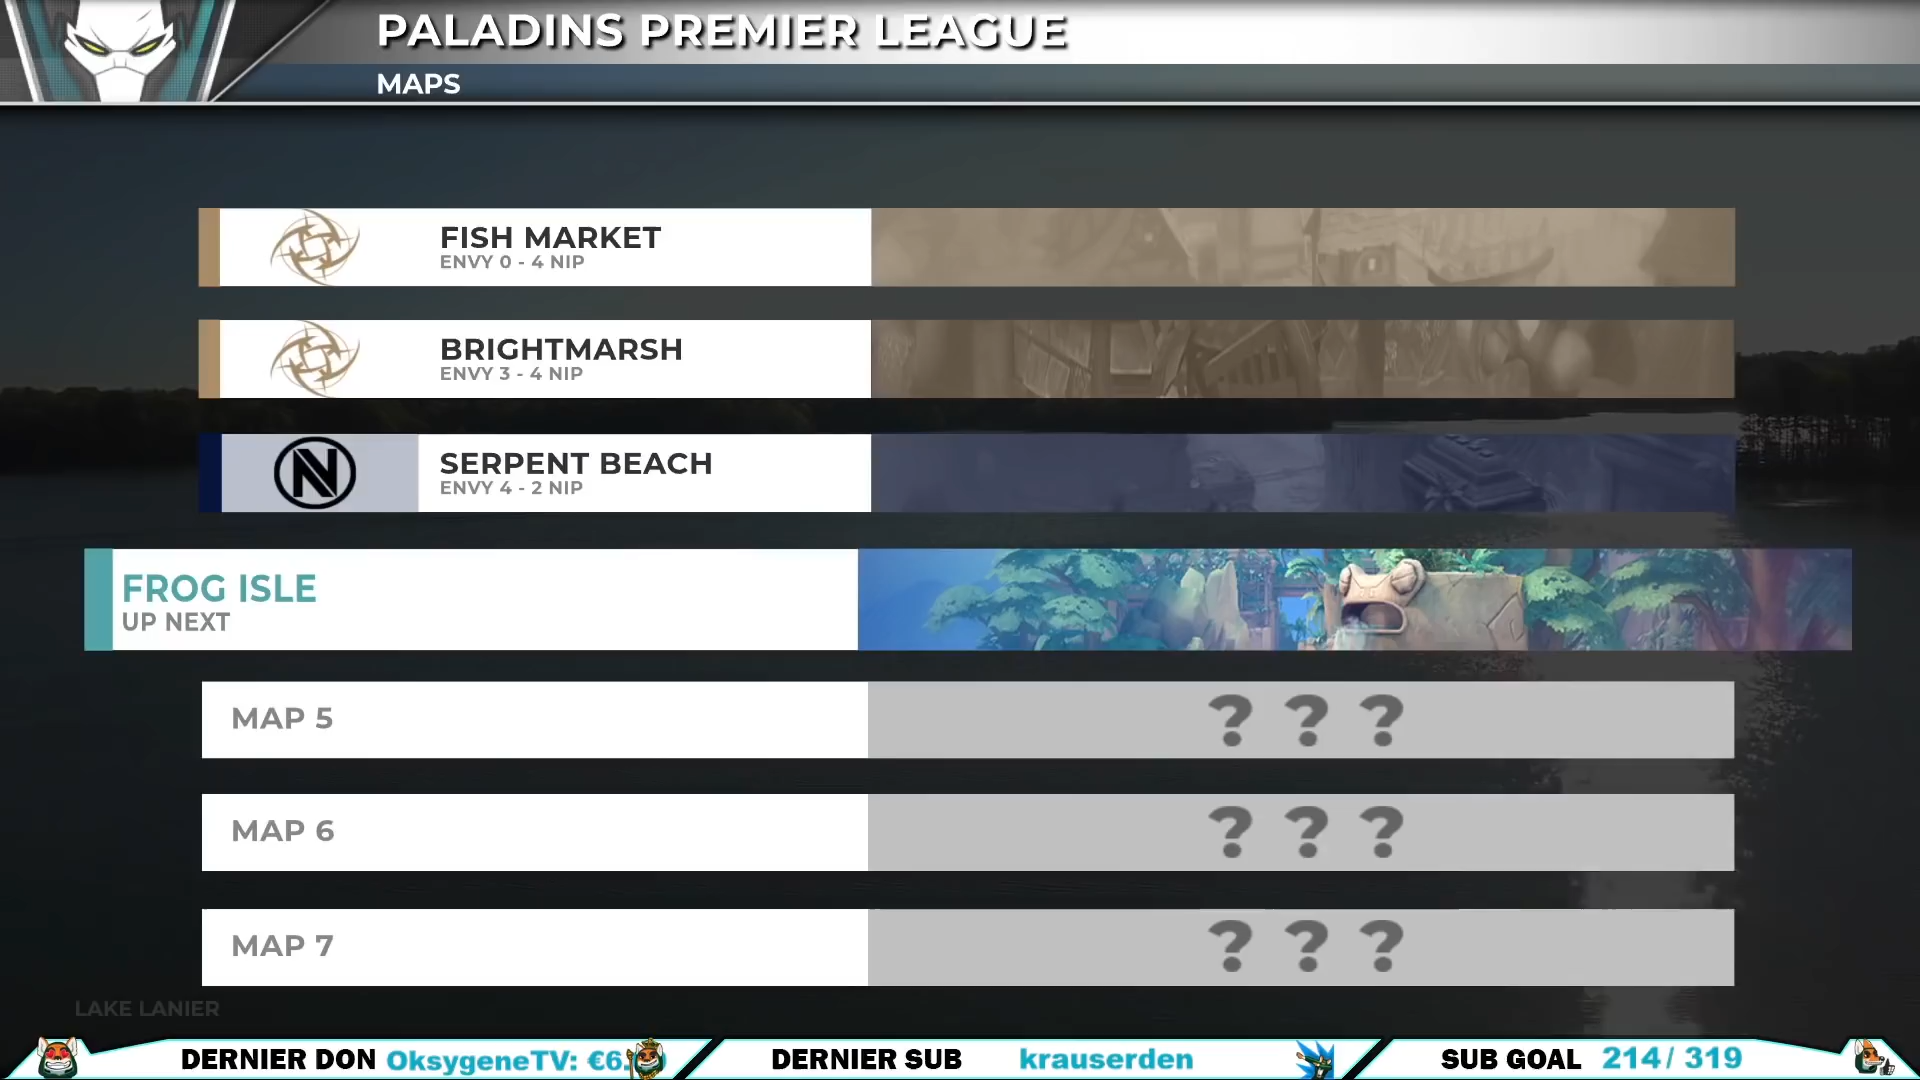 PALADINS PREMIER LEAGUE
MAPS
FISH MARKET
ENVY 0 - 4 NIP
BRIGHTMARSH
ENVY 3 - 4 NIP
SERPENT BEACH
ENVY 4 - 2 NIP
FROG ISLE
UP NEXT
MAP 5
? ? ?
MAP 6
? ? ?
MAP 7
? ? ?
LAKE LANIER
DERNIER DON OksygeneTV: €6. DERNIER SUB krauserden SUB GOAL 214 / 319